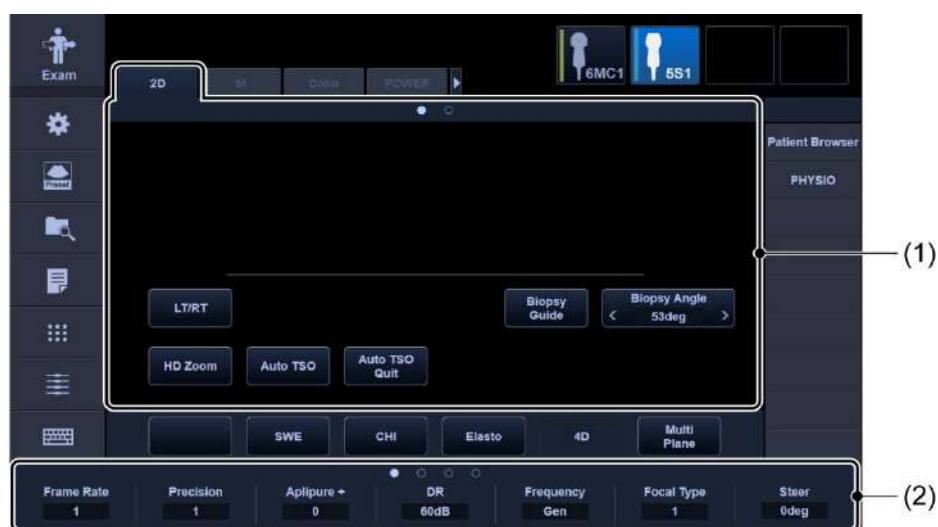 Exam
6MC1
5S1
2D
M
Color
POWER
Patient Browser
PHYSIO
Preset
(1)
LT/RT
Biopsy
Guide
Biopsy Angle
< 53deg >
HD Zoom
Auto TSO
Auto TSO
Quit
SWE
CHI
Elasto
4D
Multi
Plane
Frame Rate
1
Precision
1
Aplipure +
0
DR
60dB
Frequency
Gen
Focal Type
1
Steer
0deg
(2)